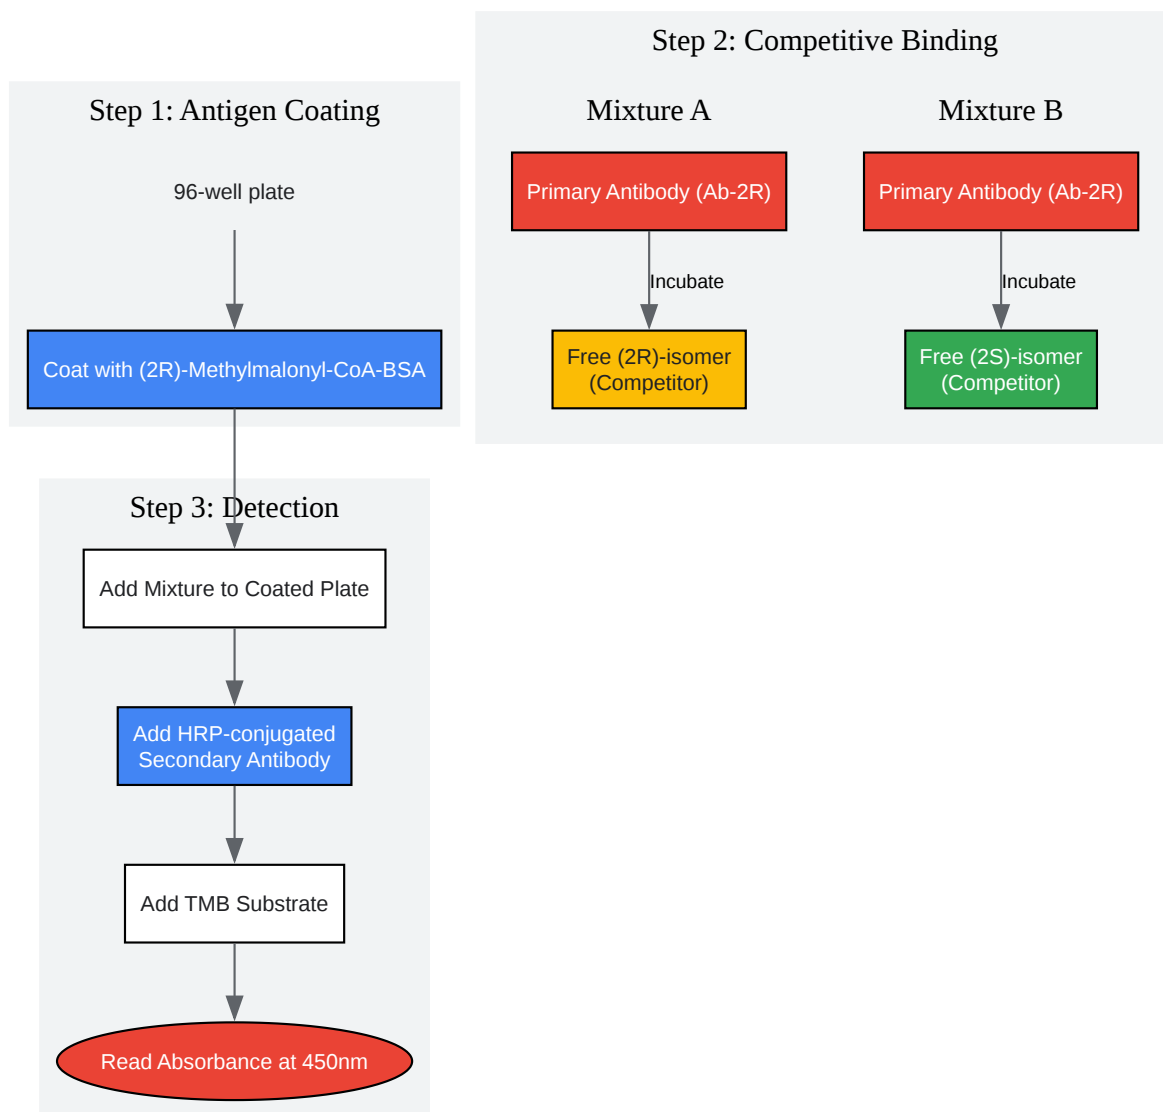 Step 1: Antigen Coating
96-well plate
Coat with (2R)-Methylmalonyl-CoA-BSA
Step 2: Competitive Binding
Mixture A
Primary Antibody (Ab-2R)
Incubate
Free (2R)-isomer
(Competitor)
Mixture B
Primary Antibody (Ab-2R)
Incubate
Free (2S)-isomer
(Competitor)
Step 3: Detection
Add Mixture to Coated Plate
Add HRP-conjugated
Secondary Antibody
Add TMB Substrate
Read Absorbance at 450nm